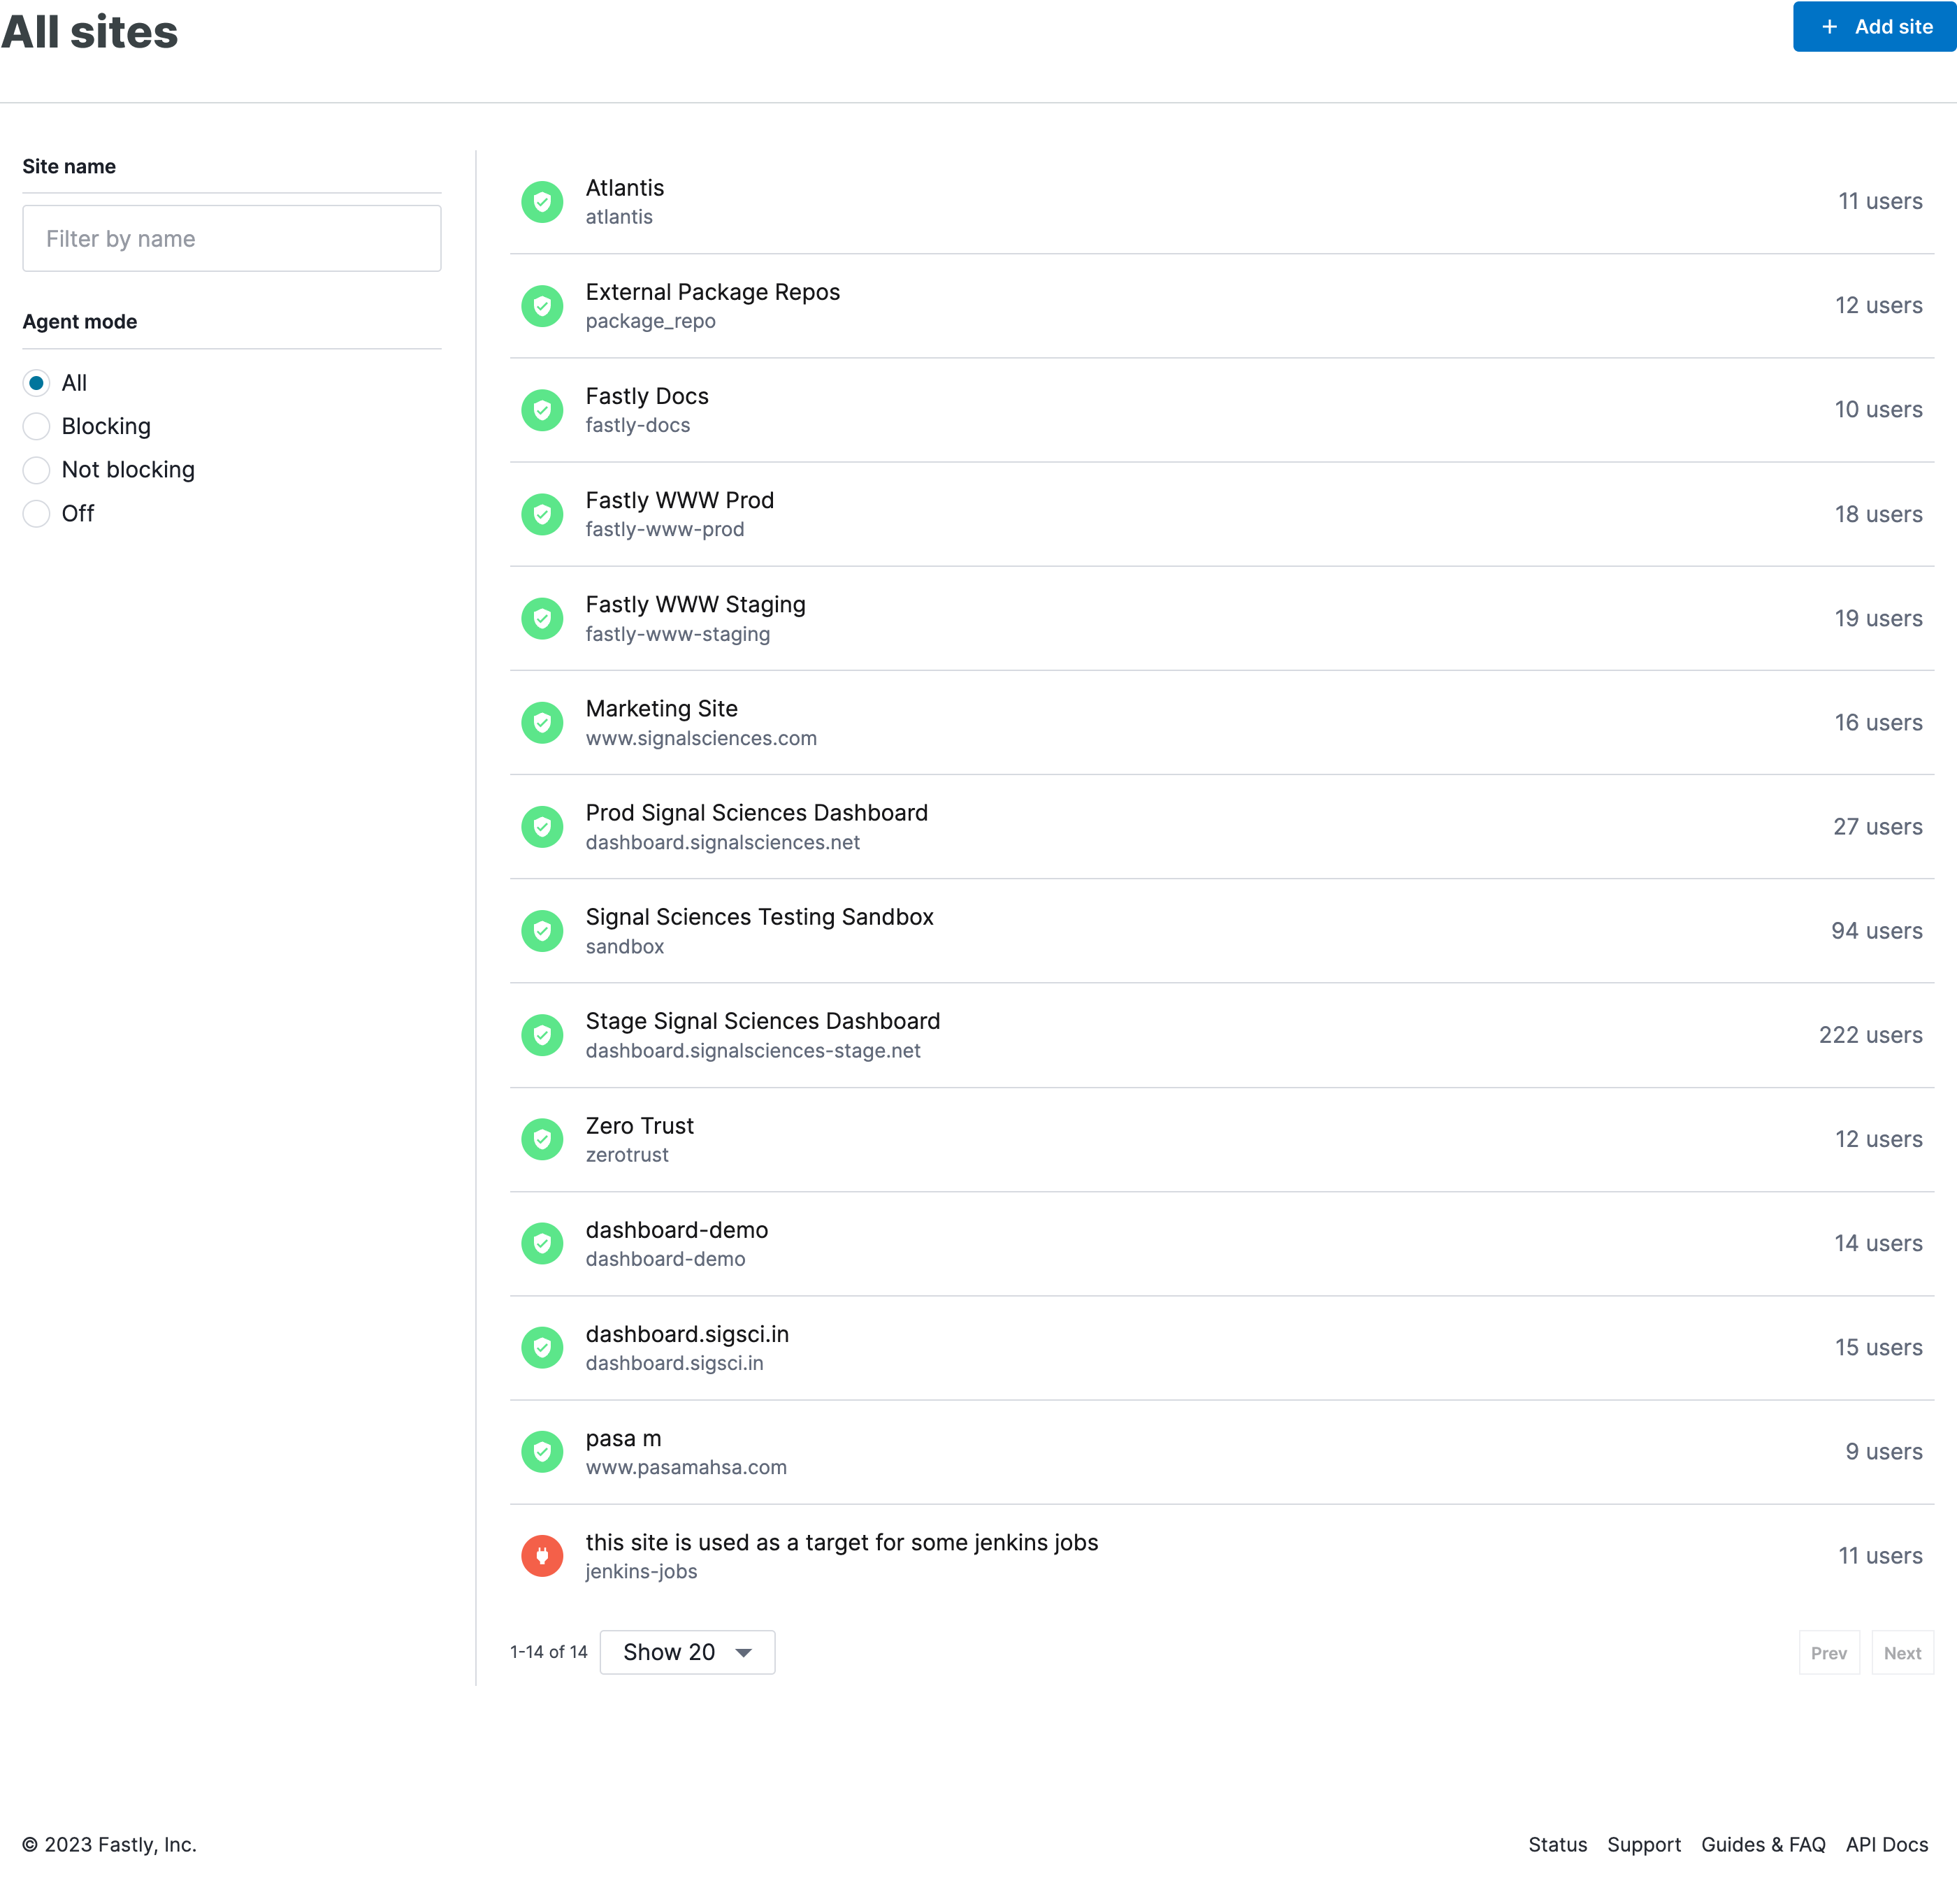 All sites
+ Add site
Site name
Filter by name
Agent mode
All
Blocking
Not blocking
Off
Atlantis
atlantis
11 users
External Package Repos
package_repo
12 users
Fastly Docs
fastly-docs
10 users
Fastly WWW Prod
fastly-www-prod
18 users
Fastly WWW Staging
fastly-www-staging
19 users
Marketing Site
www.signalsciences.com
16 users
Prod Signal Sciences Dashboard
dashboard.signalsciences.net
27 users
Signal Sciences Testing Sandbox
sandbox
94 users
Stage Signal Sciences Dashboard
dashboard.signalsciences-stage.net
222 users
Zero Trust
zerotrust
12 users
dashboard-demo
dashboard-demo
14 users
dashboard.sigsci.in
dashboard.sigsci.in
15 users
pasa m
www.pasamahsa.com
9 users
this site is used as a target for some jenkins jobs
jenkins-jobs
11 users
1-14 of 14
Show 20
Prev
Next
© 2023 Fastly, Inc.
Status Support Guides & FAQ API Docs